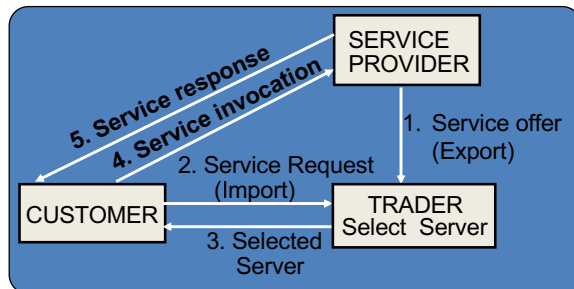 SERVICE
PROVIDER
5. Service response
4. Service invocation
1. Service offer
(Export)
2. Service Request
(Import)
CUSTOMER
TRADER
Select Server
3. Selected
Server